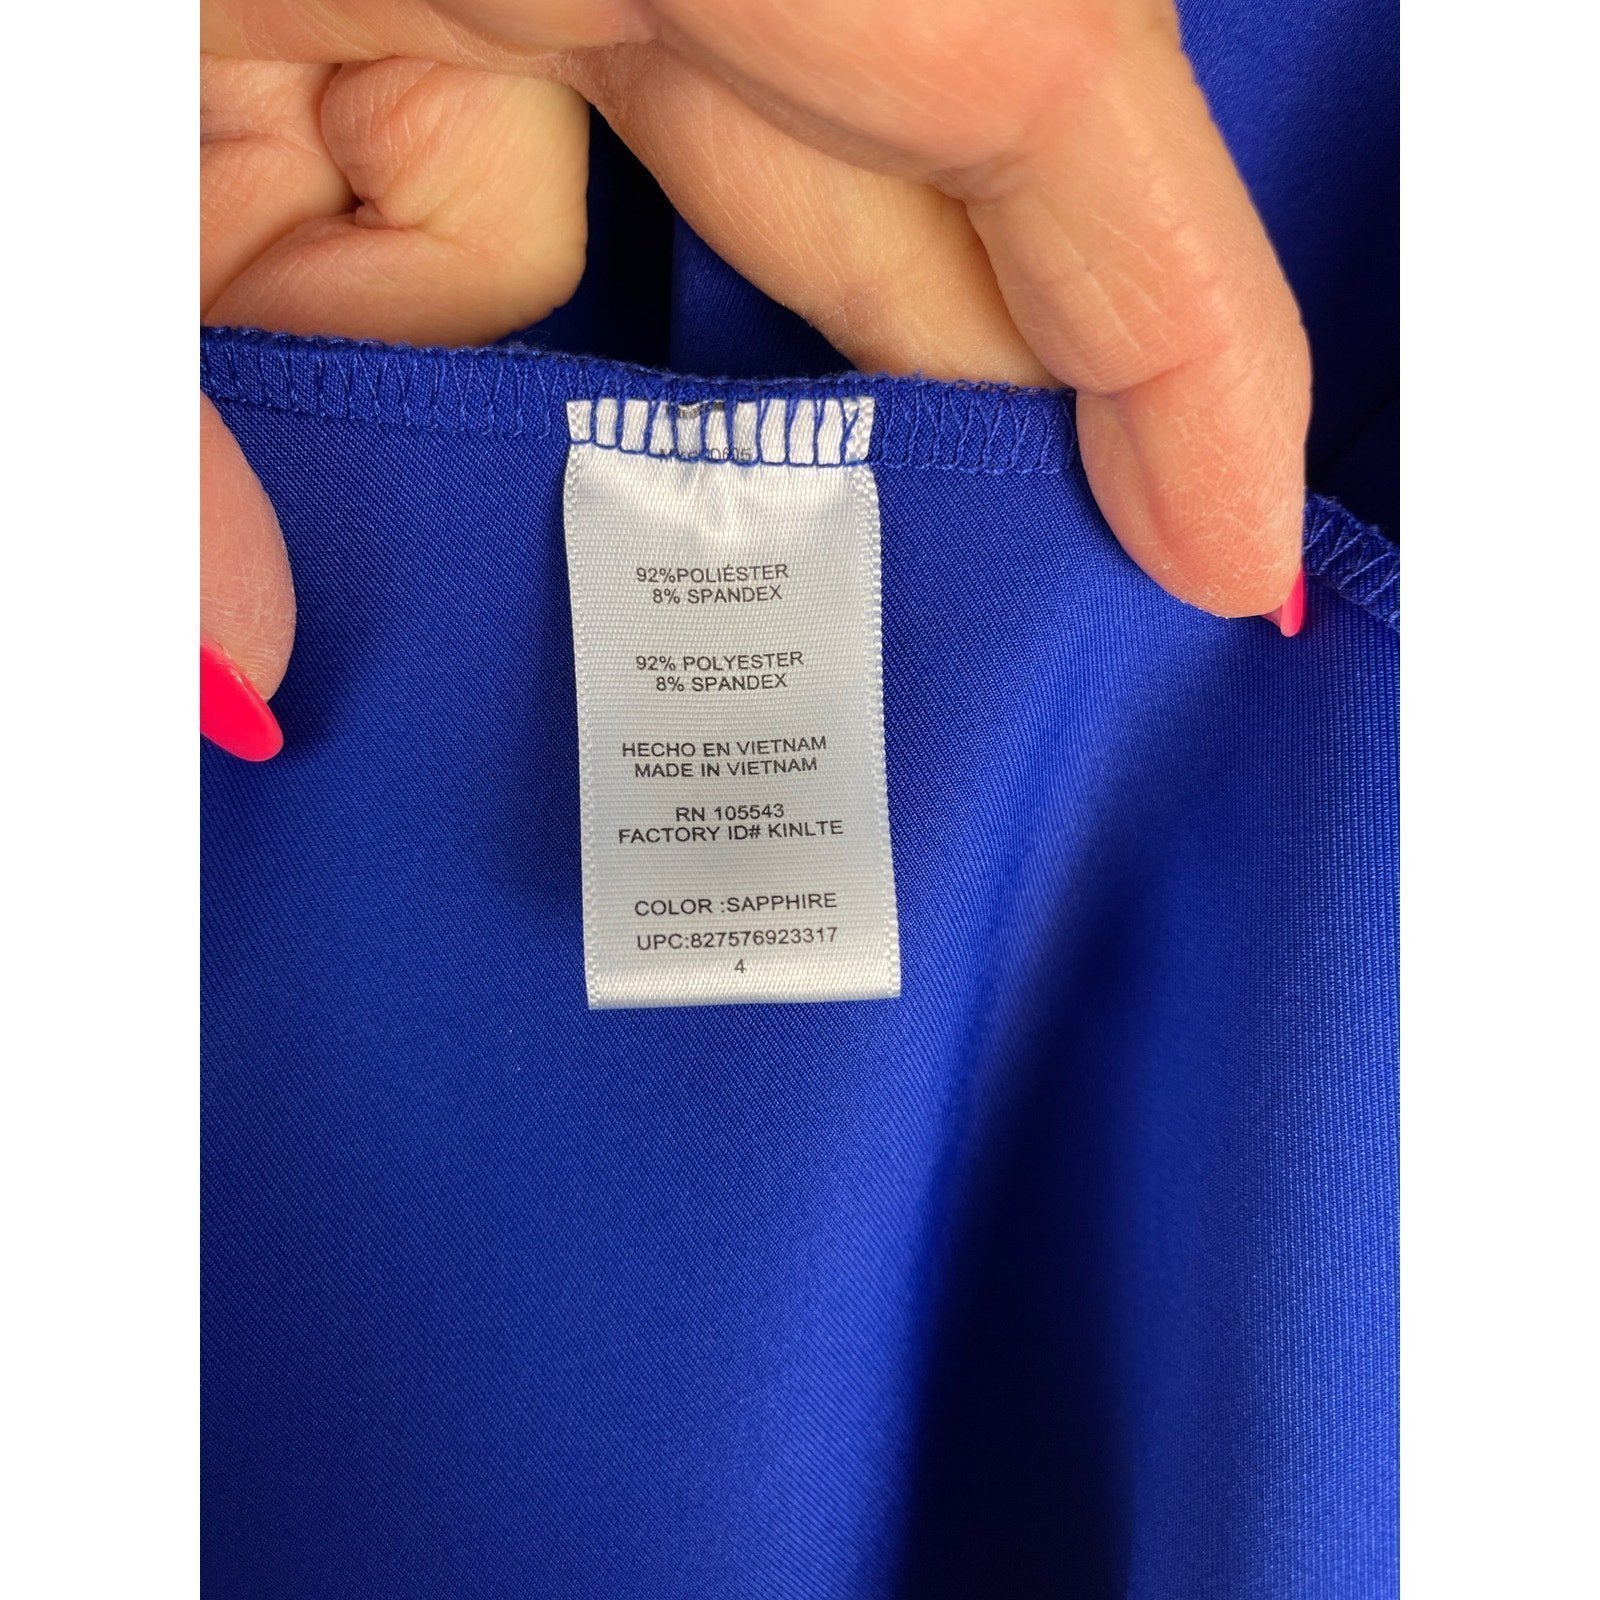 92%POLIÉSTER
8% SPANDEX
92% POLYESTER
8% SPANDEX
HECHO EN VIETNAM
MADE IN VIETNAM
RN 105543
FACTORY ID# KINLTE
COLOR :SAPPHIRE
UPC:827576923317
4